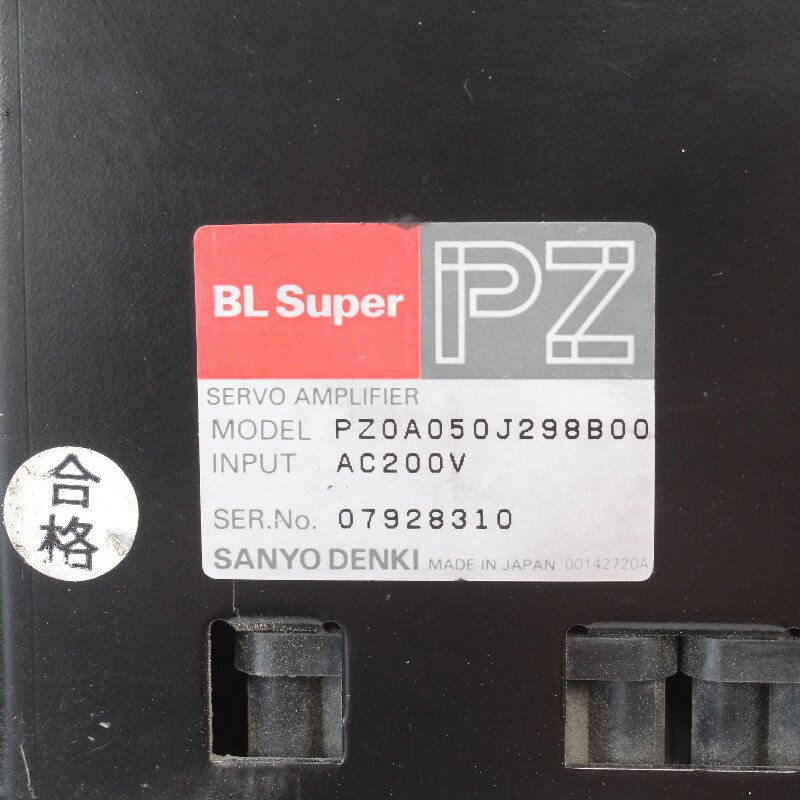 BL Super
PZ
SERVO AMPLIFIER
MODEL PZ0A050J298B00
INPUT AC200V
SER.No. 07928310
SANYO DENKI MADE IN JAPAN 00142720A
合格